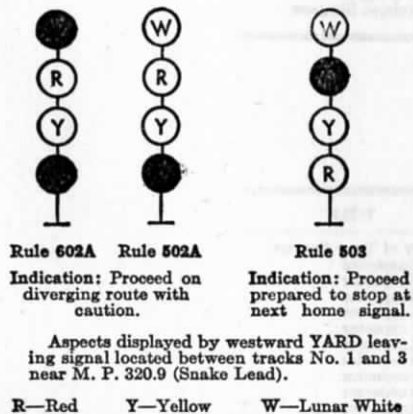 W W
R R
Y Y Y
R
Rule 602A Rule 502A Rule 503
Indication: Proceed on
diverging route with
caution.
Indication: Proceed
prepared to stop at
next home signal.
Aspects displayed by westward YARD leav-
ing signal located between tracks No. 1 and 3
near M. P. 320.9 (Snake Lead).
R—Red Y—Yellow W—Lunar White